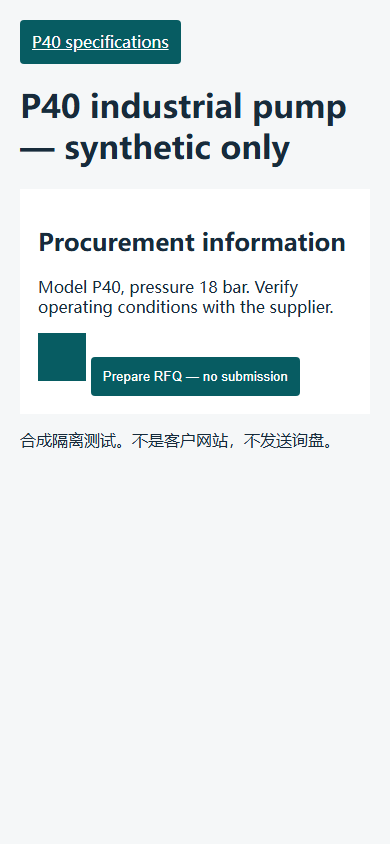 P40 specifications
P40 industrial pump
— synthetic only
Procurement information
Model P40, pressure 18 bar. Verify
operating conditions with the supplier.
Prepare RFQ — no submission
合成隔离测试。不是客户网站，不发送询盘。